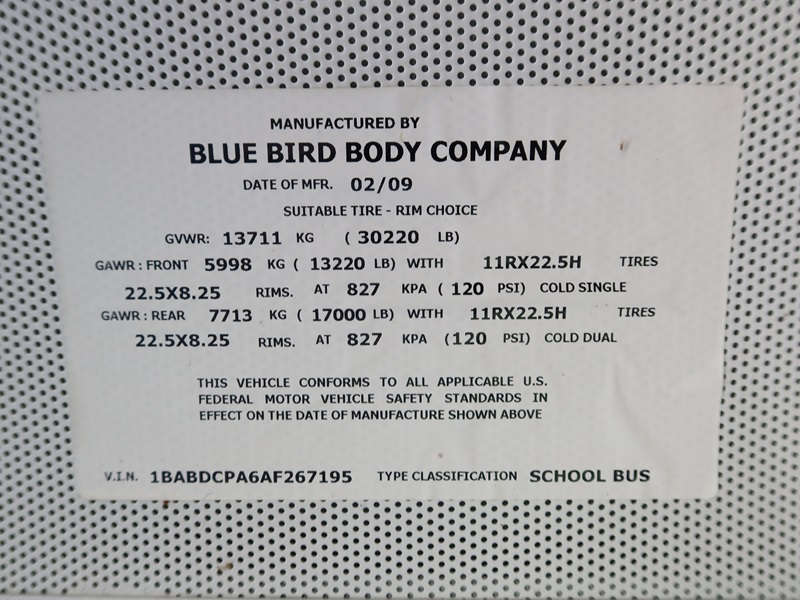 MANUFACTURED BY
BLUE BIRD BODY COMPANY
DATE OF MFR. 02/09
SUITABLE TIRE - RIM CHOICE
GVWR: 13711 KG ( 30220 LB)
GAWR : FRONT 5998 KG ( 13220 LB) WITH 11RX22.5H TIRES
22.5X8.25 RIMS. AT 827 KPA ( 120 PSI) COLD SINGLE
GAWR : REAR 7713 KG ( 17000 LB) WITH 11RX22.5H TIRES
22.5X8.25 RIMS. AT 827 KPA (120 PSI) COLD DUAL
THIS VEHICLE CONFORMS TO ALL APPLICABLE U.S.
FEDERAL MOTOR VEHICLE SAFETY STANDARDS IN
EFFECT ON THE DATE OF MANUFACTURE SHOWN ABOVE
V.I.N. 1BABDCPA6AF267195 TYPE CLASSIFICATION SCHOOL BUS